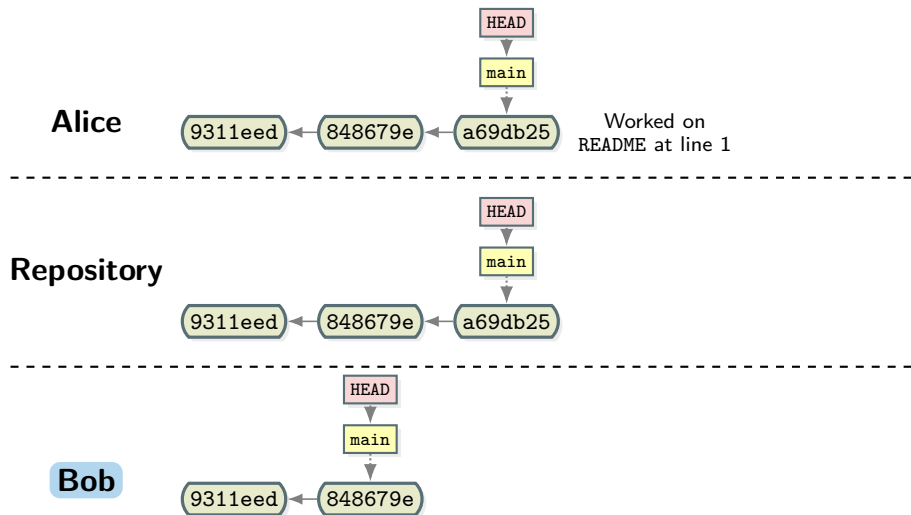 HEAD
main
Alice
9311eed 848679e a69db25
Worked on
README at line 1
HEAD
main
Repository
9311eed 848679e a69db25
HEAD
main
Bob
9311eed 848679e